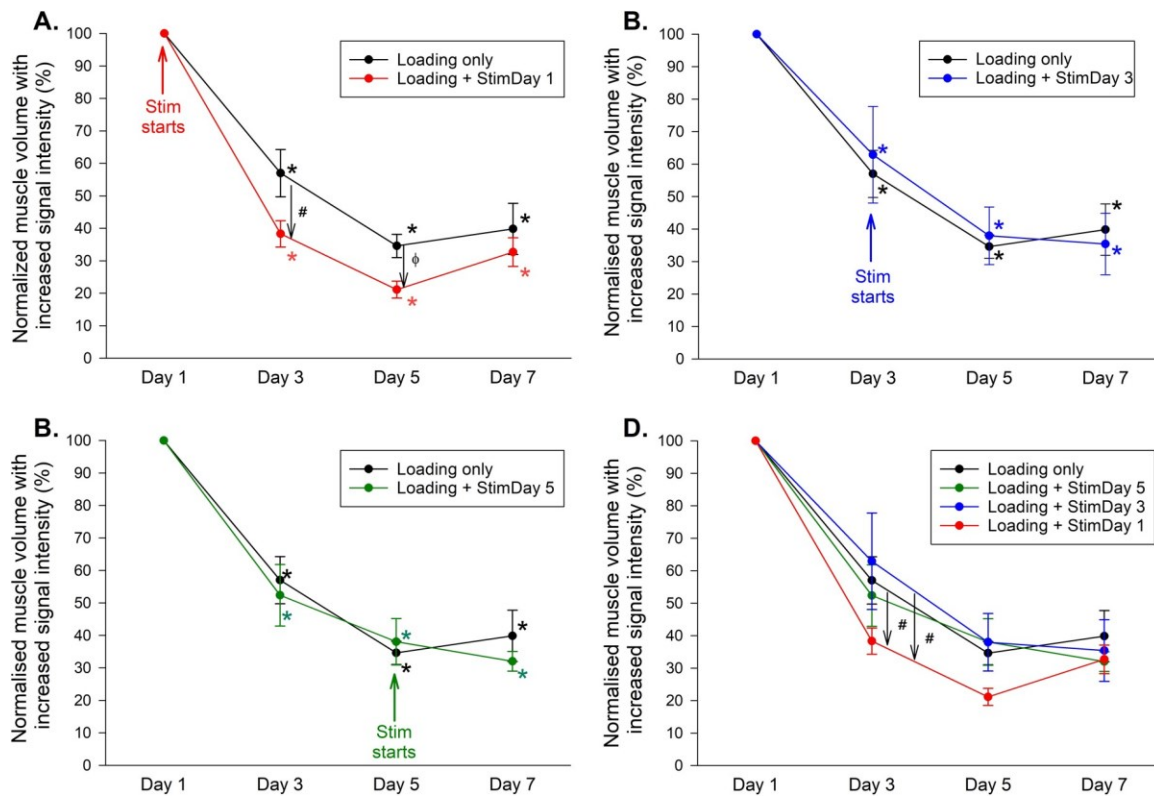 A.
Normalized muscle volume with
increased signal intensity (%)
100
90
80
70
60
50
40
30
20
10
0
Day 1
Day 3
Day 5
Day 7
Loading only
Loading + StimDay 1
Stim
starts
*
#
*
*
ϕ
*
*
*
B.
Normalised muscle volume with
increased signal intensity (%)
100
90
80
70
60
50
40
30
20
10
0
Day 1
Day 3
Day 5
Day 7
Loading only
Loading + StimDay 3
*
*
Stim
starts
*
*
*
*
B.
Normalised muscle volume with
increased signal intensity (%)
100
90
80
70
60
50
40
30
20
10
0
Day 1
Day 3
Day 5
Day 7
Loading only
Loading + StimDay 5
*
*
*
*
Stim
starts
*
*
D.
Normalised muscle volume with
increased signal intensity (%)
100
90
80
70
60
50
40
30
20
10
0
Day 1
Day 3
Day 5
Day 7
Loading only
Loading + StimDay 5
Loading + StimDay 3
Loading + StimDay 1
#
#